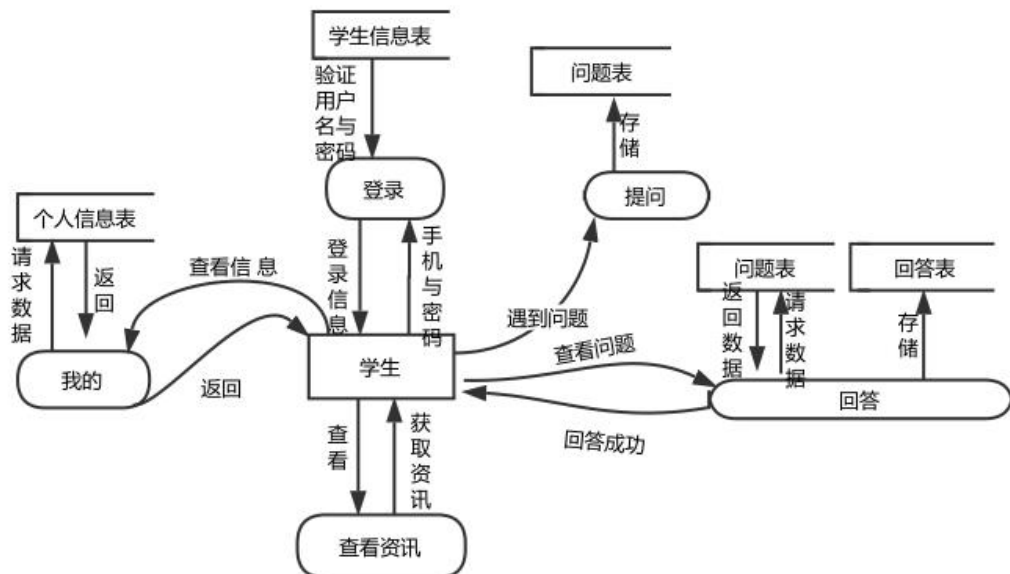 学生信息表
问题表
验证
用户
名与
密码
存
储
登录
提问
个人信息表
请
求
数
据
返
回
查看信 息
登
录
信
息
手
机
与
密
码
问题表
回答表
返
回
数
据
请
求
数
据
存
储
遇到问题
查看问题
学生
我的
返回
回答
回答成功
查
看
获
取
资
讯
查看资讯